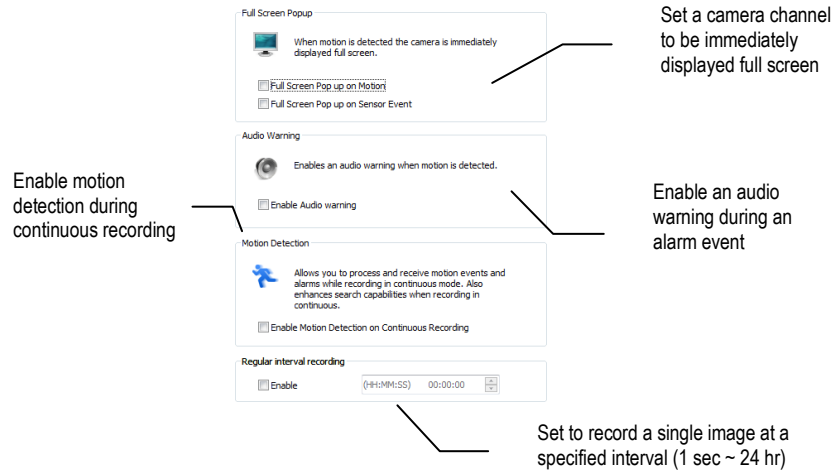 Full Screen Popup
When motion is detected the camera is immediately
displayed full screen.
Full Screen Pop up on Motion
Full Screen Pop up on Sensor Event
Set a camera channel
to be immediately
displayed full screen
Audio Warning
Enables an audio warning when motion is detected.
Enable Audio warning
Enable motion
detection during
continuous recording
Enable an audio
warning during an
alarm event
Motion Detection
Allows you to process and receive motion events and
alarms while recording in continuous mode. Also
enhances search capabilities when recording in
continuous.
Enable Motion Detection on Continuous Recording
Regular interval recording
Enable (HH:MM:SS) 00:00:00
Set to record a single image at a
specified interval (1 sec ~ 24 hr)